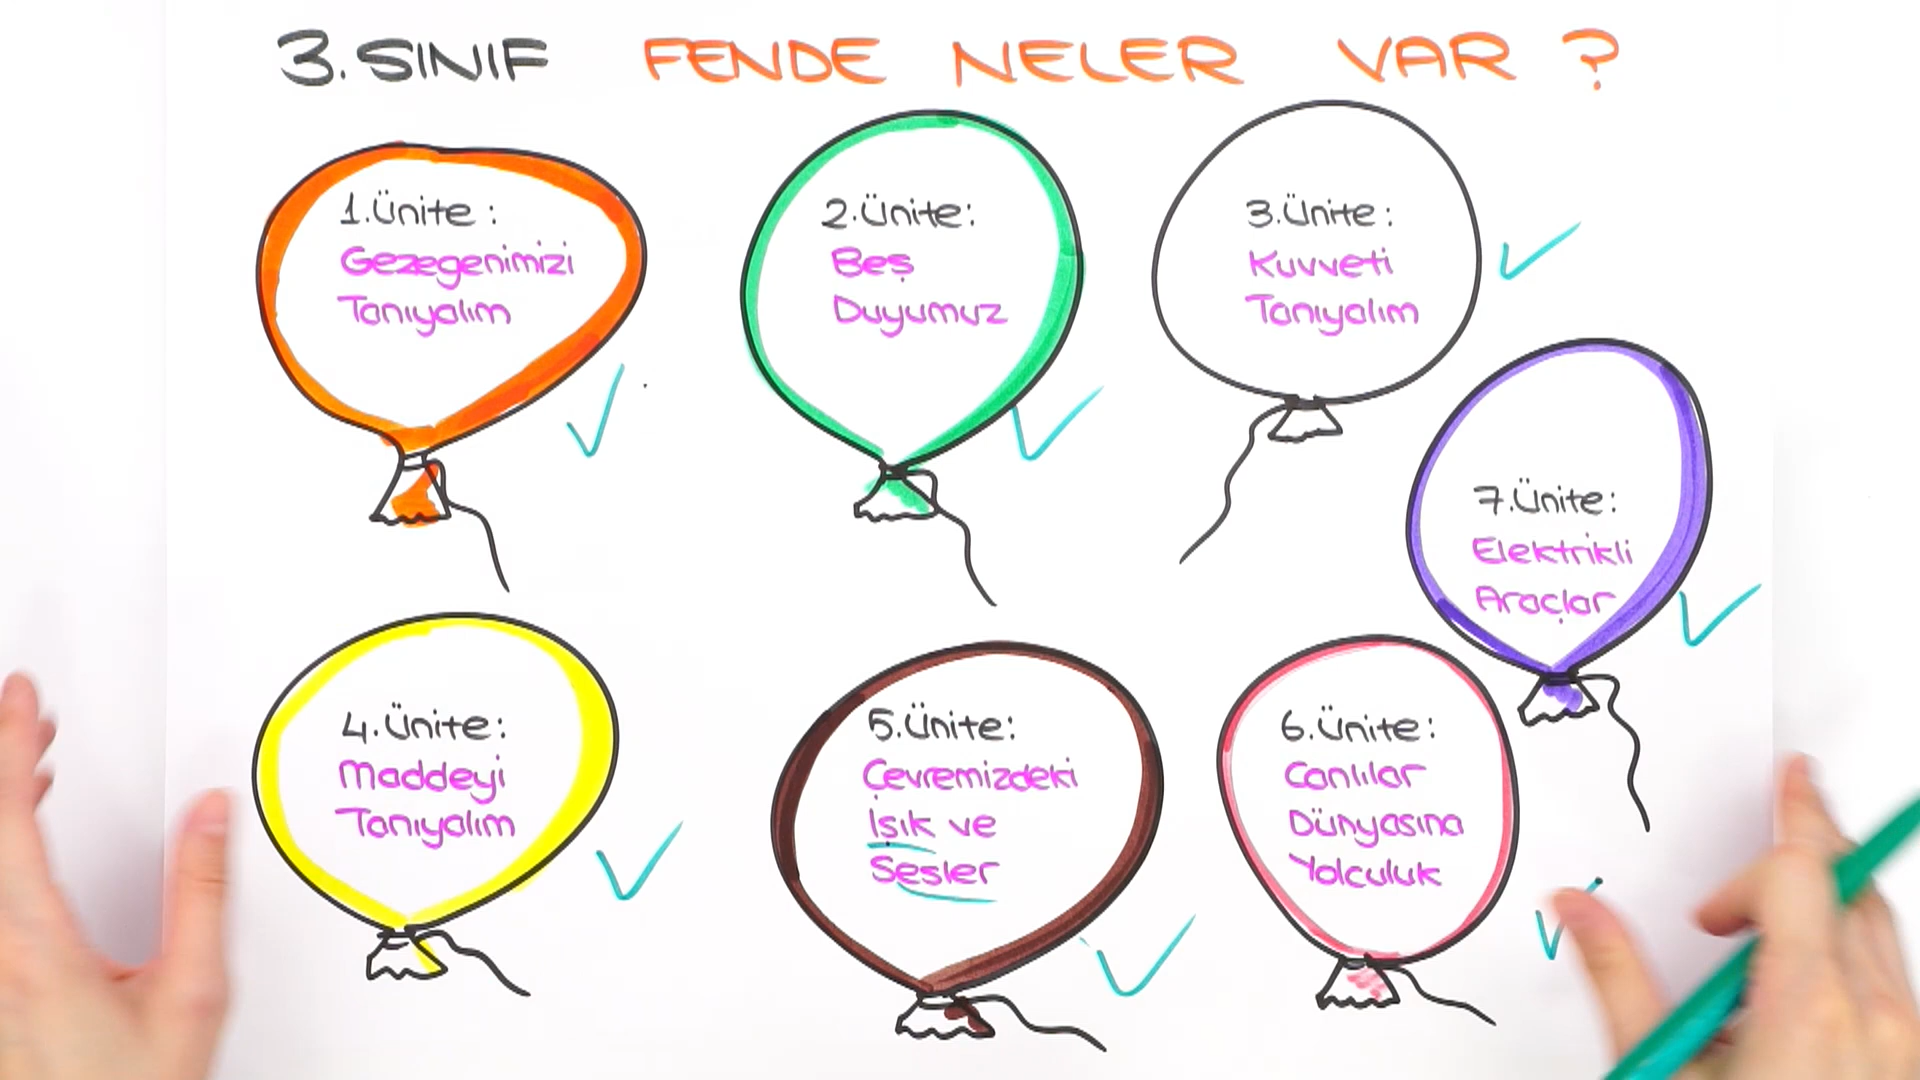 3. SINIF FENDE NELER VAR ?
1.Ünite :
Gezegenimizi
Tanıyalım
2.Ünite:
Beş
Duyumuz
3.Ünite:
Kuvveti
Tanıyalım
7.Ünite:
Elektrikli
Araçlar
4.Ünite:
Maddeyi
Tanıyalım
5.Ünite:
Çevremizdeki
Işık ve
Sesler
6.Ünite:
Canlılar
Dünyasına
Yolculuk